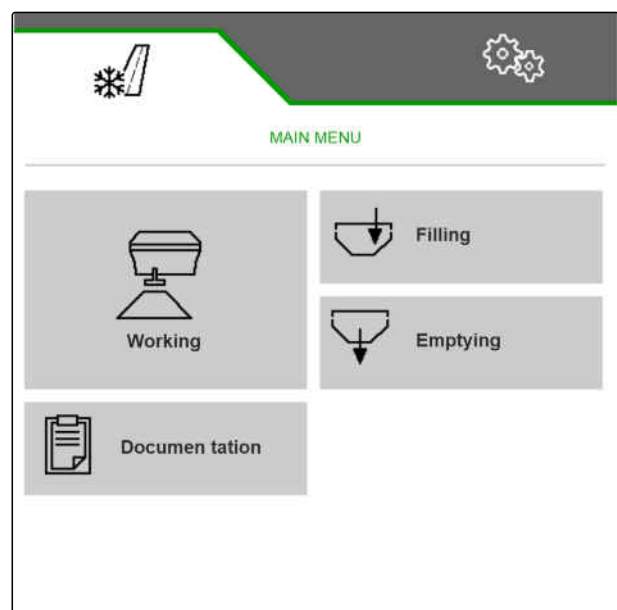 MAIN MENU
Working
Filling
Emptying
Documen tation